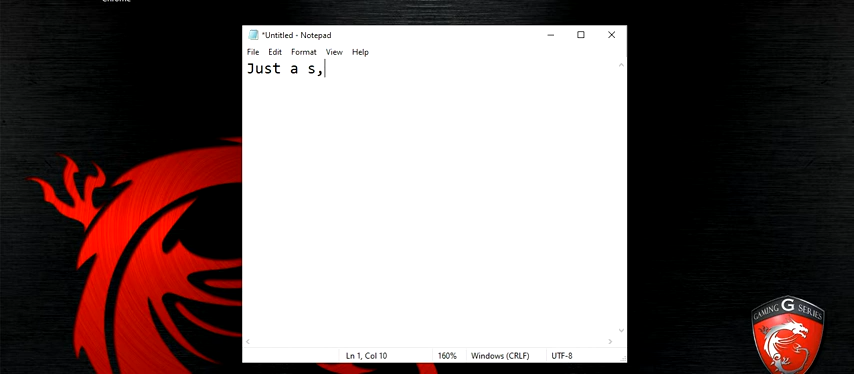 *Untitled - Notepad
File Edit Format View Help
Just a s,
Ln 1, Col 10 160% Windows (CRLF) UTF-8
GAMING G SERIES